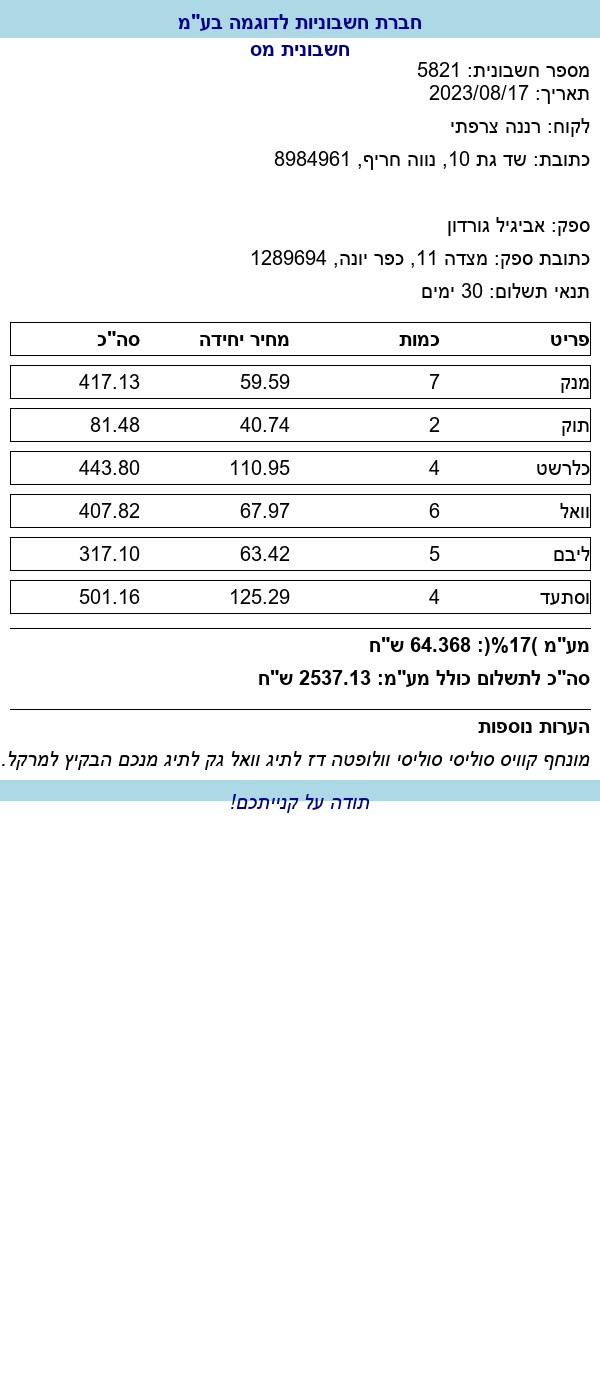 חברת חשבוניות לדוגמה בע"מ
חשבונית מס
מספר חשבונית: 5821
תאריך: 2023/08/17
לקוח: רננה צרפתי
כתובת: שד גת 10, נווה חריף, 8984961
ספק: אביגיל גורדון
כתובת ספק: מצדה 11, כפר יונה, 1289694
תנאי תשלום: 30 ימים
פריט כמות מחיר יחידה סה"כ
מנק 7 59.59 417.13
תוק 2 40.74 81.48
כלרשט 4 110.95 443.80
וואל 6 67.97 407.82
ליבם 5 63.42 317.10
וסתעד 4 125.29 501.16
מע"מ )17%(: 64.368 ש"ח
סה"כ לתשלום כולל מע"מ: 2537.13 ש"ח
הערות נוספות
מונחף קוויס סוליסי סוליסי וולופטה דז לתיג וואל גק לתיג מנכם הבקיץ למרקל.
תודה על קנייתכם!